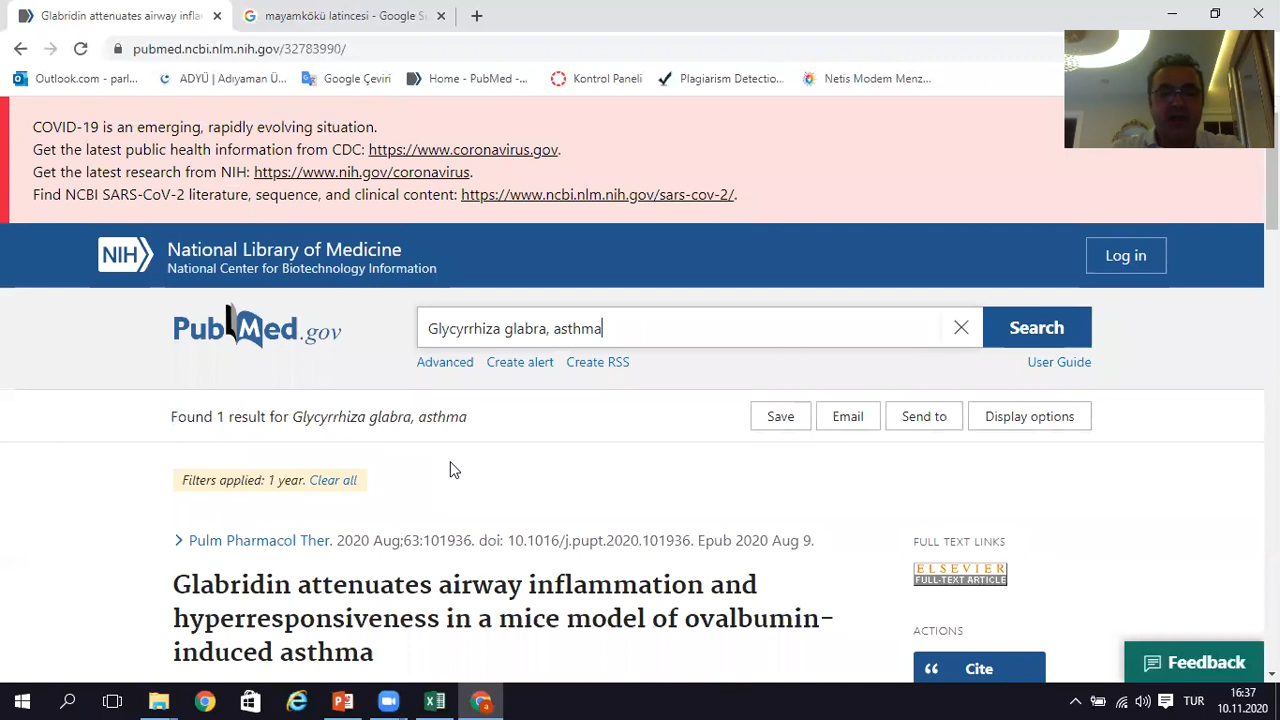 Glabridin attenuates airway infla
mayamkökü latincesi - Google S
pubmed.ncbi.nlm.nih.gov/32783990/
Outlook.com - parl...
ADYÜ | Adıyaman Ü...
Google Çeviri
Home - PubMed -...
Kontrol Paneli
Plagiarism Detectio...
Netis Modem Menz...
COVID-19 is an emerging, rapidly evolving situation.
Get the latest public health information from CDC: https://www.coronavirus.gov.
Get the latest research from NIH: https://www.nih.gov/coronavirus.
Find NCBI SARS-CoV-2 literature, sequence, and clinical content: https://www.ncbi.nlm.nih.gov/sars-cov-2/.
NIH
National Library of Medicine
National Center for Biotechnology Information
Log in
PubMed.gov
Glycyrrhiza glabra, asthma
Search
Advanced
Create alert
Create RSS
User Guide
Found 1 result for Glycyrrhiza glabra, asthma
Save
Email
Send to
Display options
Filters applied: 1 year. Clear all
Pulm Pharmacol Ther. 2020 Aug;63:101936. doi: 10.1016/j.pupt.2020.101936. Epub 2020 Aug 9.
FULL TEXT LINKS
ELSEVIER
FULL-TEXT ARTICLE
Glabridin attenuates airway inflammation and
hyperresponsiveness in a mice model of ovalbumin-
induced asthma
ACTIONS
Cite
Feedback
TUR
16:37
10.11.2020